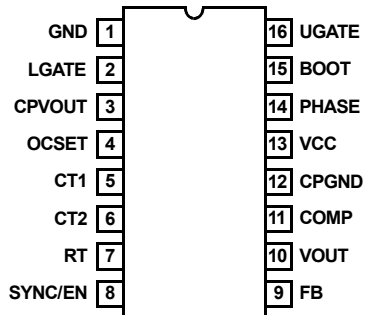 GND 1 16 UGATE
LGATE 2 15 BOOT
CPVOUT 3 14 PHASE
OCSET 4 13 VCC
CT1 5 12 CPGND
CT2 6 11 COMP
RT 7 10 VOUT
SYNC/EN 8 9 FB